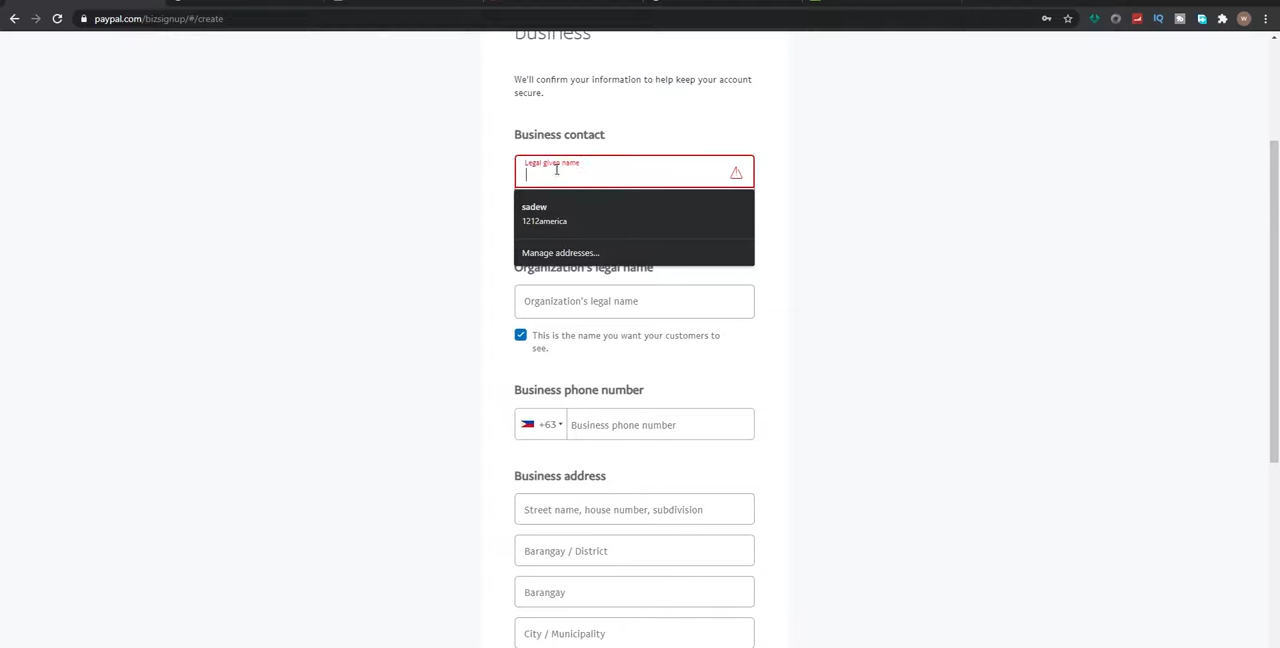 paypal.com/bizsignup/#/create
IQ
W
Business
We'll confirm your information to help keep your account
secure.
Business contact
Legal given name
sadew
1212america
Manage addresses...
Organization's legal name
Organization's legal name
This is the name you want your customers to
see.
Business phone number
+63
Business phone number
Business address
Street name, house number, subdivision
Barangay / District
Barangay
City / Municipality